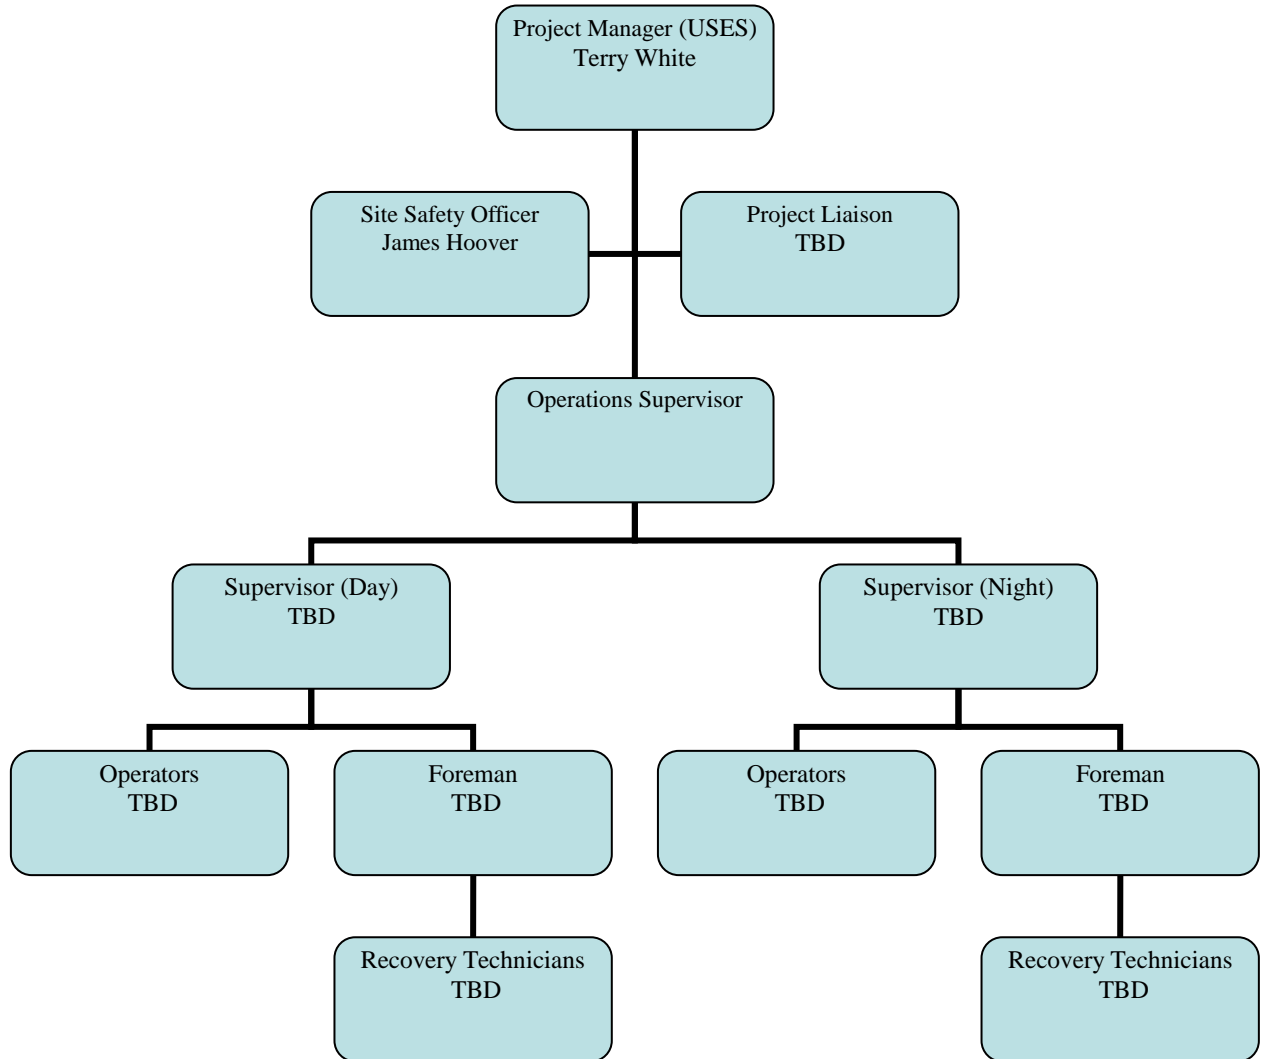 Project Manager (USES)
Terry White
Site Safety Officer
James Hoover
Project Liaison
TBD
Operations Supervisor
Supervisor (Day)
TBD
Supervisor (Night)
TBD
Operators
TBD
Foreman
TBD
Operators
TBD
Foreman
TBD
Recovery Technicians
TBD
Recovery Technicians
TBD